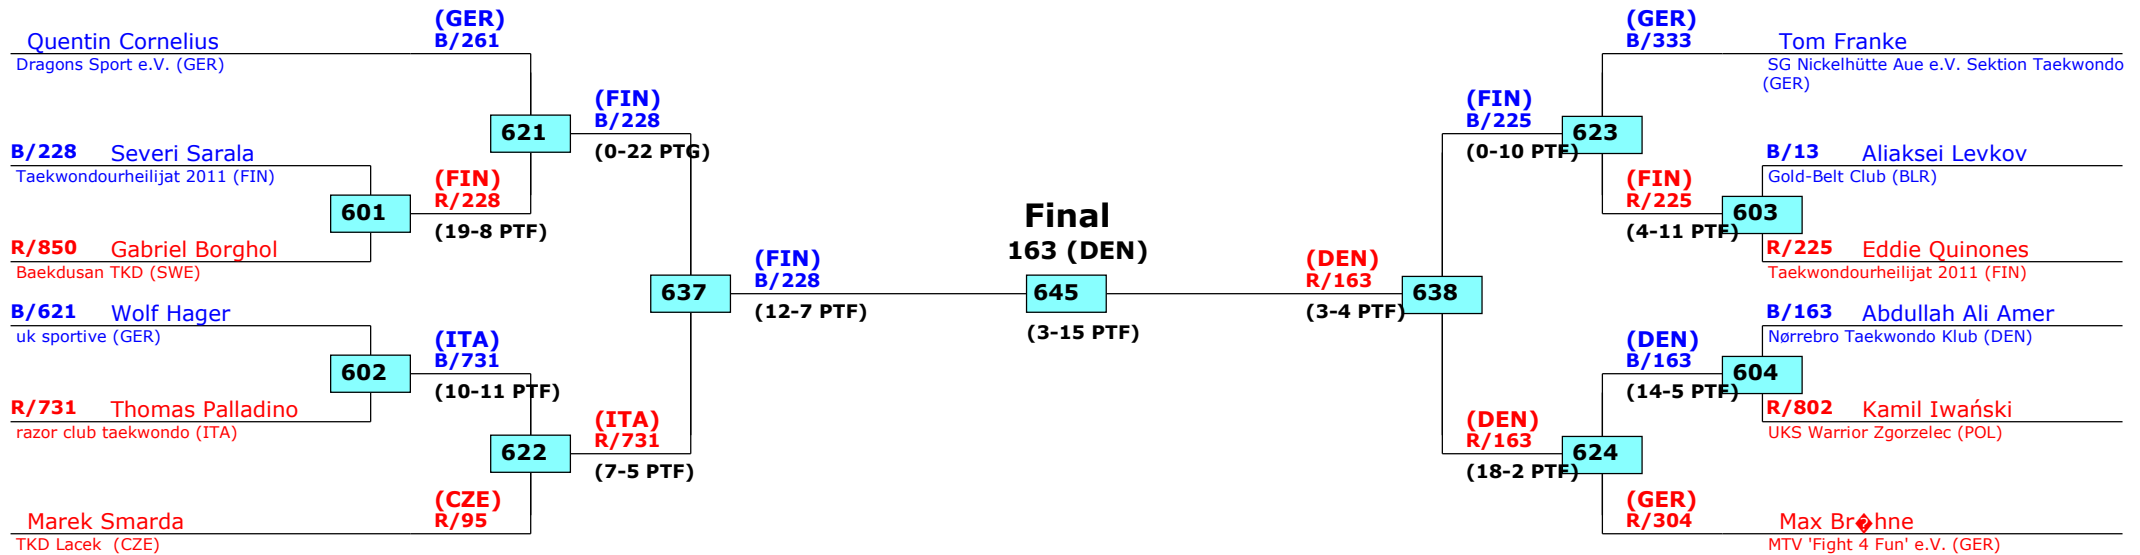 (GER)
B/261
Quentin Cornelius
Dragons Sport e.V. (GER)
B/228 Severi Sarala
Taekwondourheilijat 2011 (FIN)
601
R/850 Gabriel Borghol
Baekdusan TKD (SWE)
(FIN)
R/228
(19-8 PTF)
621
(FIN)
B/228
(0-22 PTG)
B/621 Wolf Hager
uk sportive (GER)
602
R/731 Thomas Palladino
razor club taekwondo (ITA)
(ITA)
B/731
(10-11 PTF)
622
(CZE)
R/95
Marek Smarda
TKD Lacek (CZE)
(ITA)
R/731
(7-5 PTF)
637
(FIN)
B/228
(12-7 PTF)
Final
163 (DEN)
645
(3-15 PTF)
(DEN)
R/163
(3-4 PTF)
638
(FIN)
B/225
(0-10 PTF)
623
(GER)
B/333
Tom Franke
SG Nickelhütte Aue e.V. Sektion Taekwondo
(GER)
(FIN)
R/225
(4-11 PTF)
603
B/13 Aliaksei Levkov
Gold-Belt Club (BLR)
R/225 Eddie Quinones
Taekwondourheilijat 2011 (FIN)
(DEN)
R/163
(18-2 PTF)
624
(DEN)
B/163
(14-5 PTF)
604
B/163 Abdullah Ali Amer
Nørrebro Taekwondo Klub (DEN)
R/802 Kamil Iwański
UKS Warrior Zgorzelec (POL)
(GER)
R/304
Max Br�hne
MTV 'Fight 4 Fun' e.V. (GER)